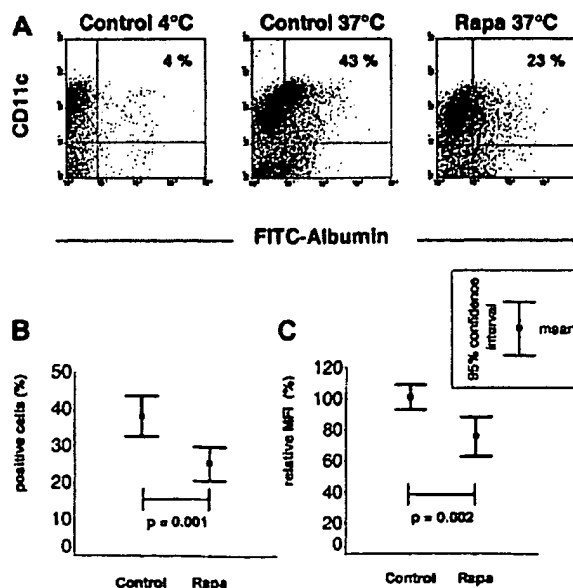 A
Control 4°C
Control 37°C
Rapa 37°C
4 %
43 %
23 %
CD11c
FITC-Albumin
95% confidence
interval
mean
B
C
positive cells (%)
50
40
30
20
10
0
p = 0.001
Control
Rapa
relative MFI (%)
120
100
80
60
40
20
0
p = 0.002
Control
Rapa